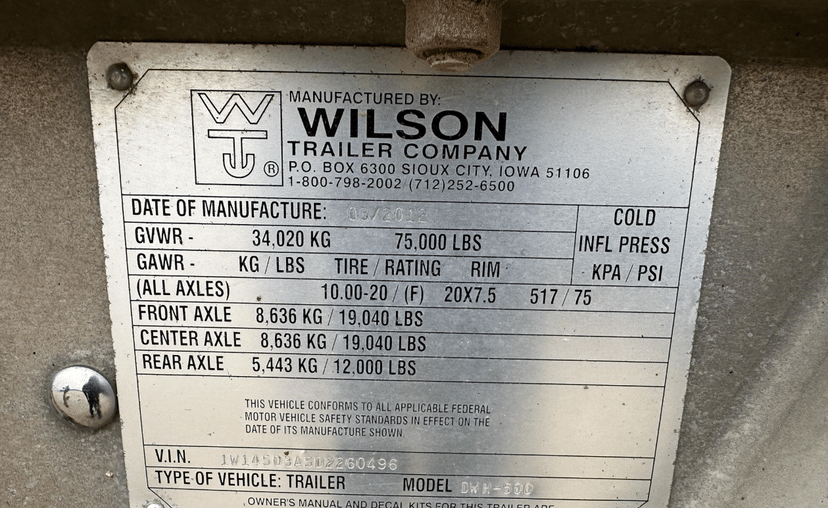 WTC ®
MANUFACTURED BY:
WILSON
TRAILER COMPANY
P.O. BOX 6300 SIOUX CITY, IOWA 51106
1-800-798-2002 (712)252-6500
DATE OF MANUFACTURE: 03/2012
COLD
INFL PRESS
KPA / PSI
GVWR - 34,020 KG 75,000 LBS
GAWR - KG / LBS TIRE / RATING RIM
(ALL AXLES) 10.00-20 / (F) 20X7.5 517 / 75
FRONT AXLE 8,636 KG / 19,040 LBS
CENTER AXLE 8,636 KG / 19,040 LBS
REAR AXLE 5,443 KG / 12,000 LBS
THIS VEHICLE CONFORMS TO ALL APPLICABLE FEDERAL
MOTOR VEHICLE SAFETY STANDARDS IN EFFECT ON THE
DATE OF ITS MANUFACTURE SHOWN.
V.I.N.
TYPE OF VEHICLE: TRAILER MODEL
OWNER'S MANUAL AND DECAL KITS FOR THIS TRAILER ARE